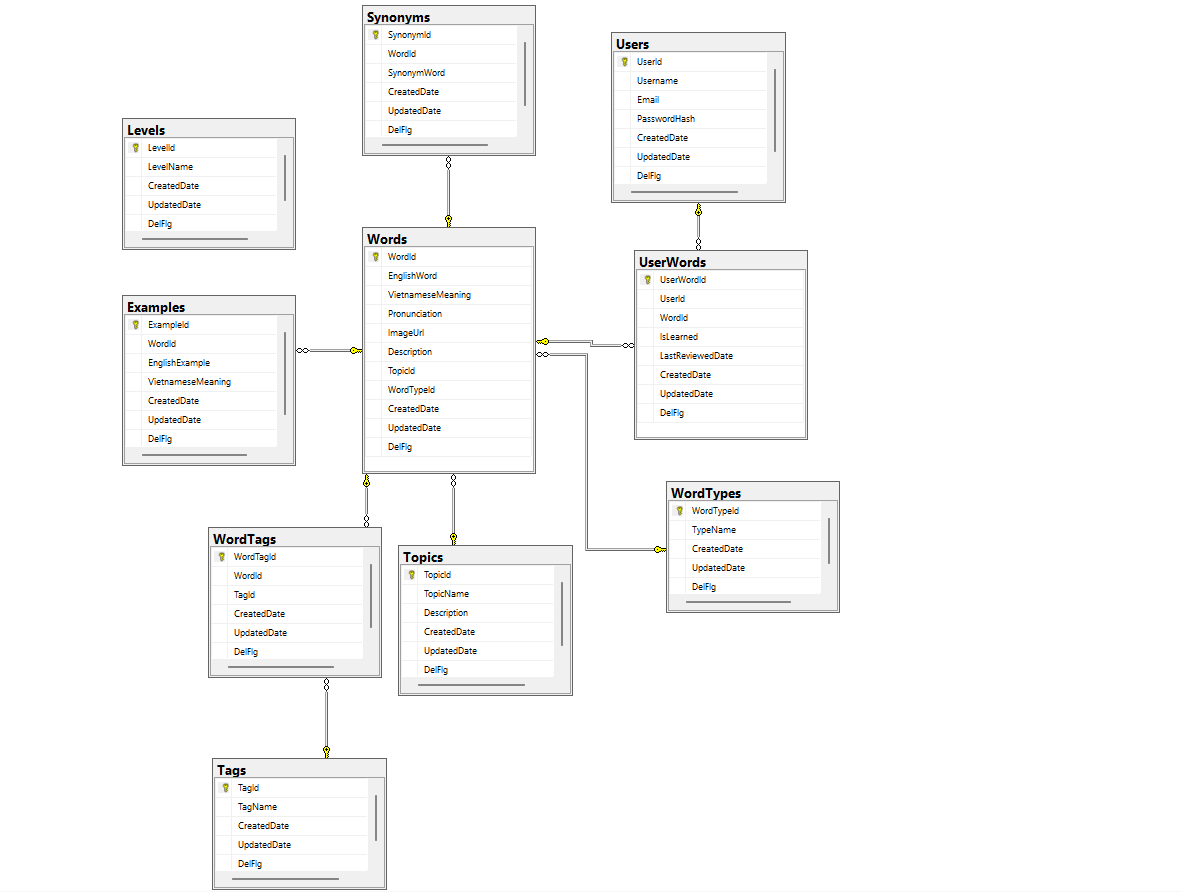 Synonyms
SynonymId
WordId
SynonymWord
CreatedDate
UpdatedDate
DelFlg
Users
UserId
Username
Email
PasswordHash
CreatedDate
UpdatedDate
DelFlg
Levels
LevelId
LevelName
CreatedDate
UpdatedDate
DelFlg
Words
WordId
EnglishWord
VietnameseMeaning
Pronunciation
ImageUrl
Description
TopicId
WordTypeId
CreatedDate
UpdatedDate
DelFlg
UserWords
UserWordId
UserId
WordId
IsLearned
LastReviewedDate
CreatedDate
UpdatedDate
DelFlg
Examples
ExampleId
WordId
EnglishExample
VietnameseMeaning
CreatedDate
UpdatedDate
DelFlg
WordTypes
WordTypeId
TypeName
CreatedDate
UpdatedDate
DelFlg
WordTags
WordTagId
WordId
TagId
CreatedDate
UpdatedDate
DelFlg
Topics
TopicId
TopicName
Description
CreatedDate
UpdatedDate
DelFlg
Tags
TagId
TagName
CreatedDate
UpdatedDate
DelFlg